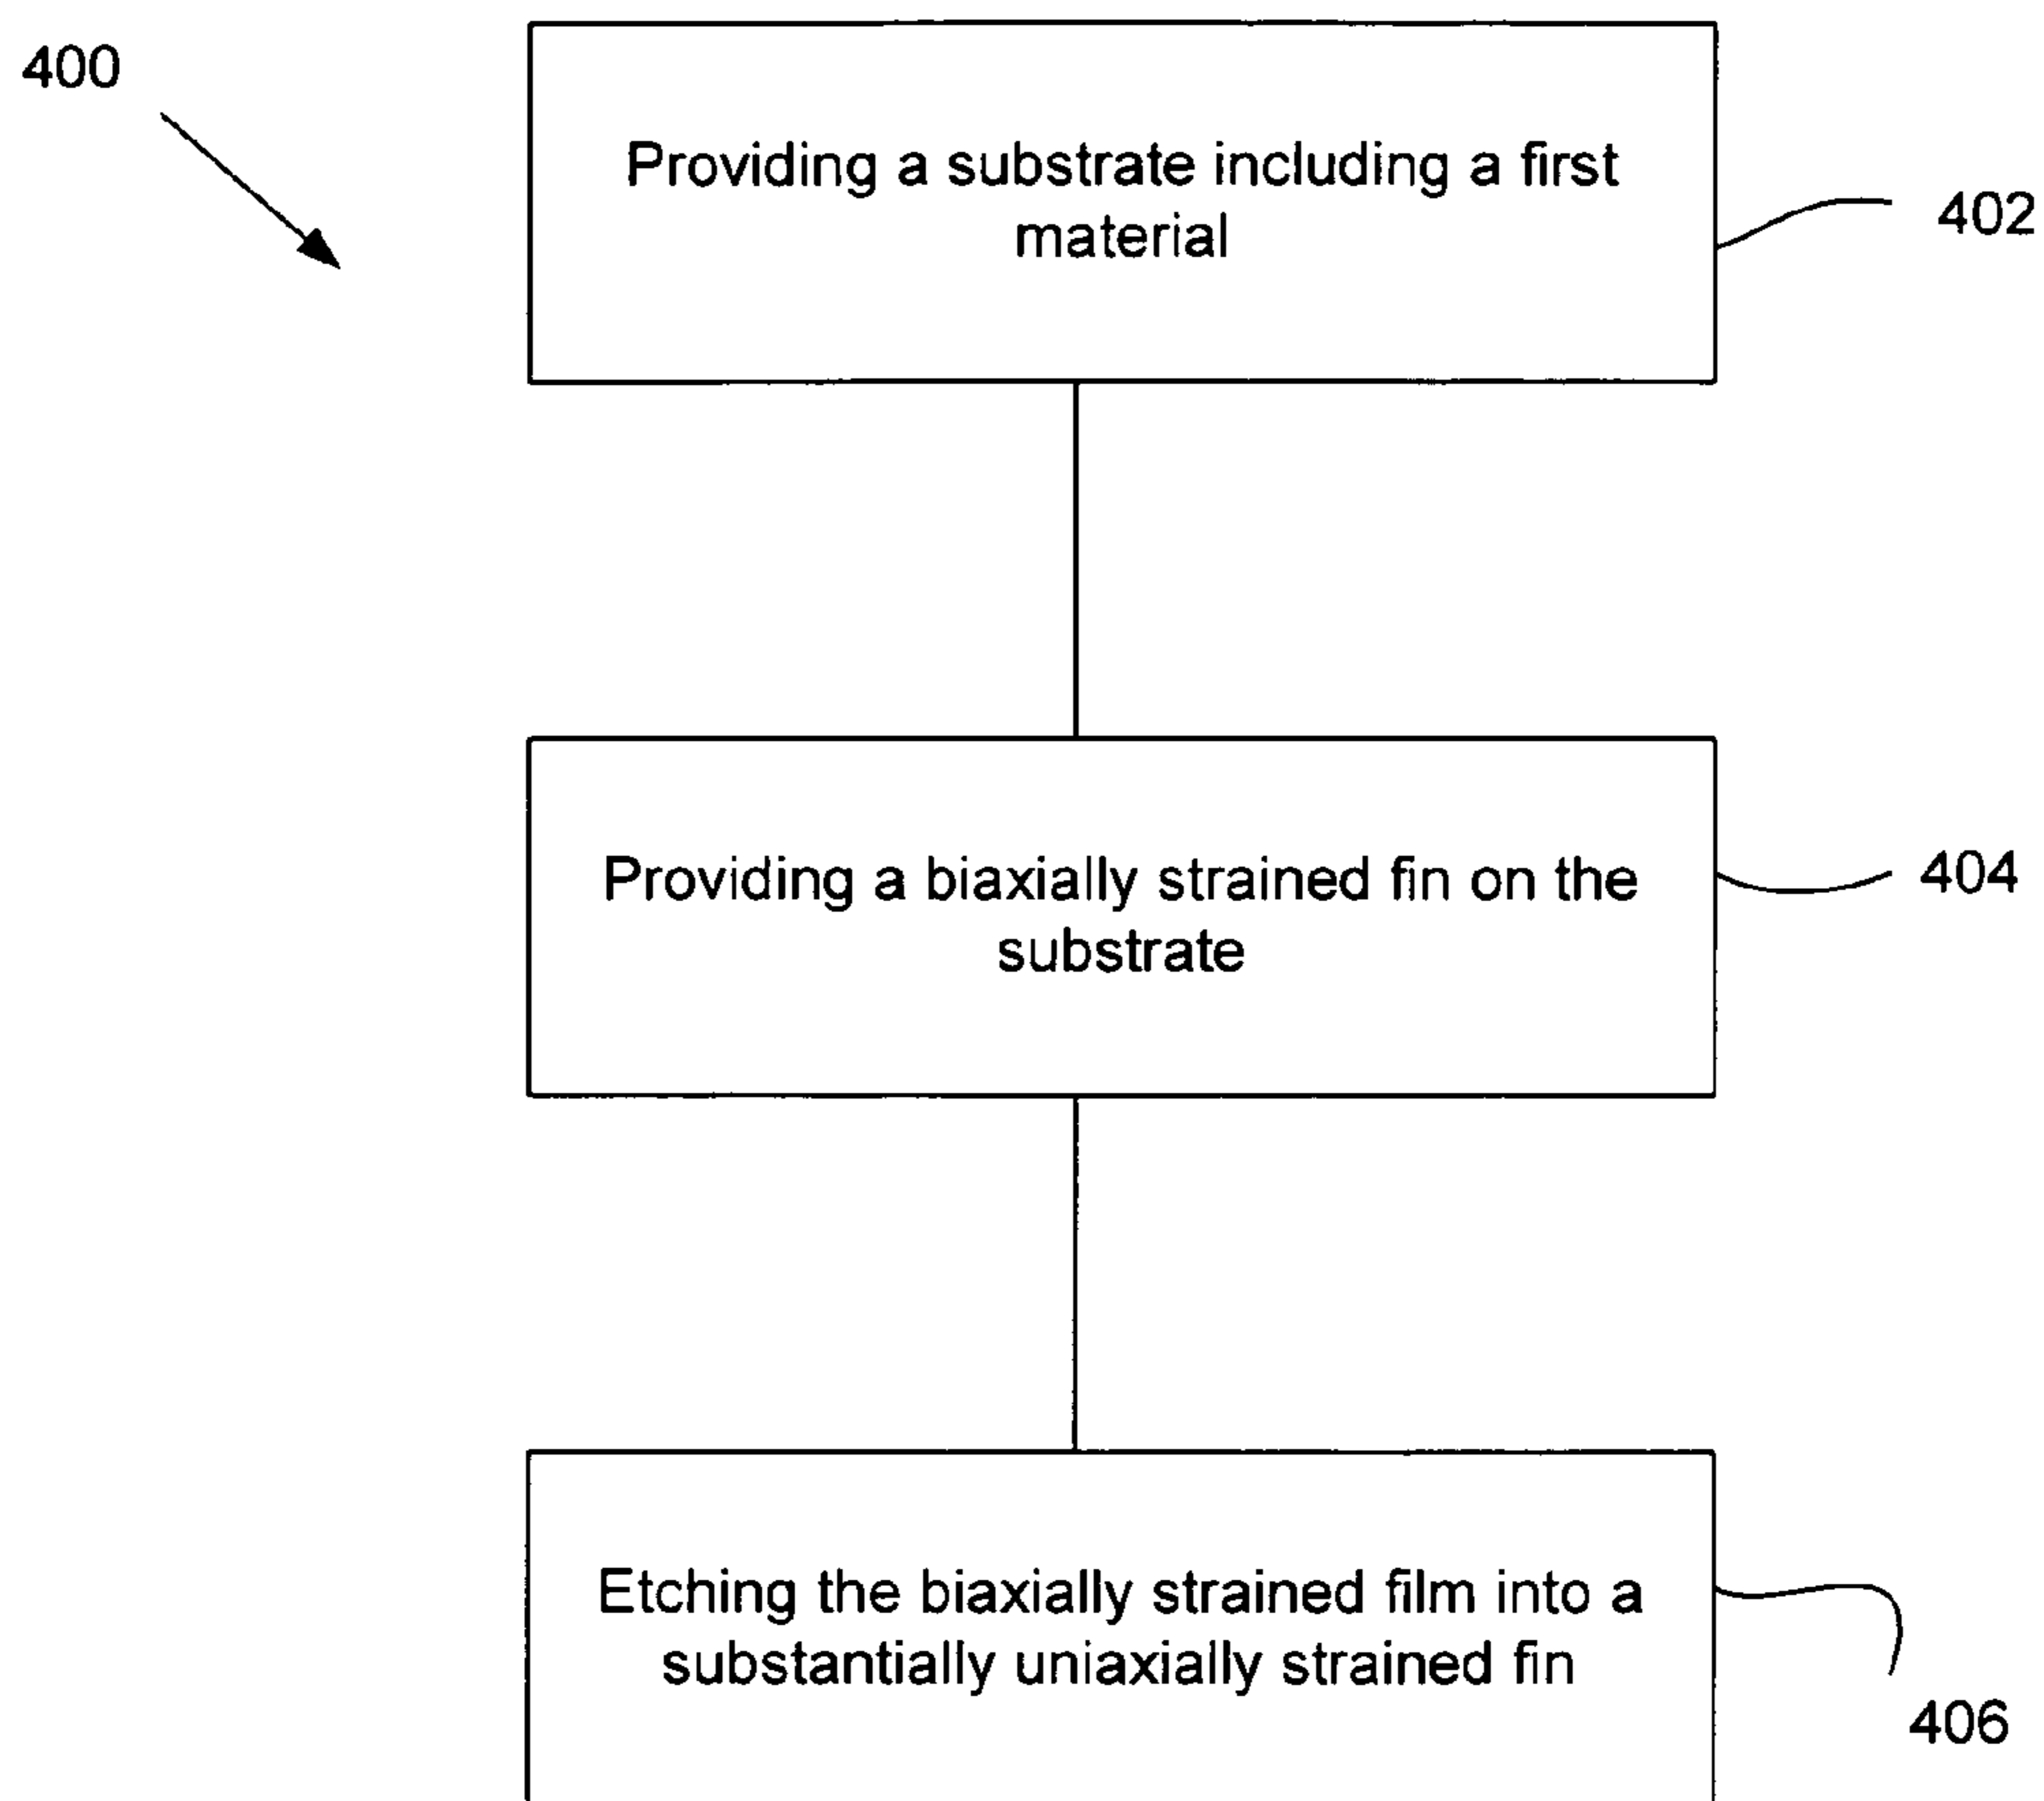 400
Providing a substrate including a first
material
402
Providing a biaxially strained fin on the
substrate
404
Etching the biaxially strained film into a
substantially uniaxially strained fin
406